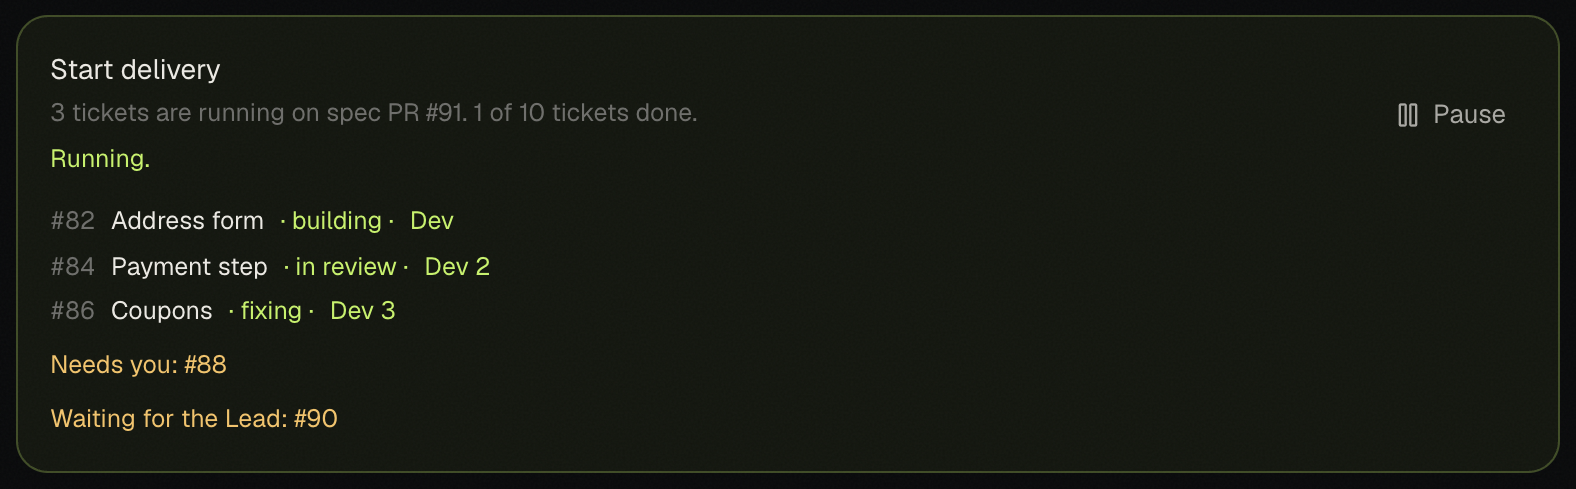 Start delivery
3 tickets are running on spec PR #91. 1 of 10 tickets done.
Pause
Running.
#82 Address form · building · Dev
#84 Payment step · in review · Dev 2
#86 Coupons · fixing · Dev 3
Needs you: #88
Waiting for the Lead: #90